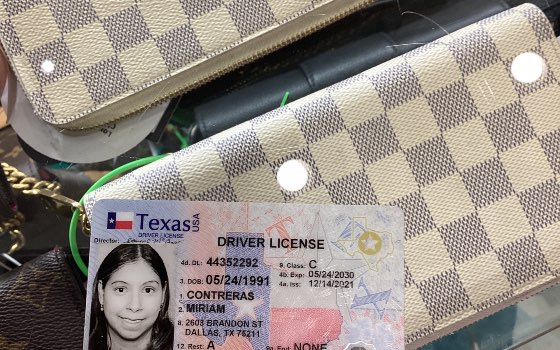 Texas USA
DRIVER LICENSE
Director:
DRIVER LICENSE
4d. DL: 44352292 9. Class: C
4b. Exp: 05/24/2030
3. DOB: 05/24/1991 4a. Iss: 12/14/2021
1. CONTRERAS
2. MIRIAM
8. 2603 BRANDON ST
DALLAS, TX 75211
12. Rest: A 9a. End: NONE